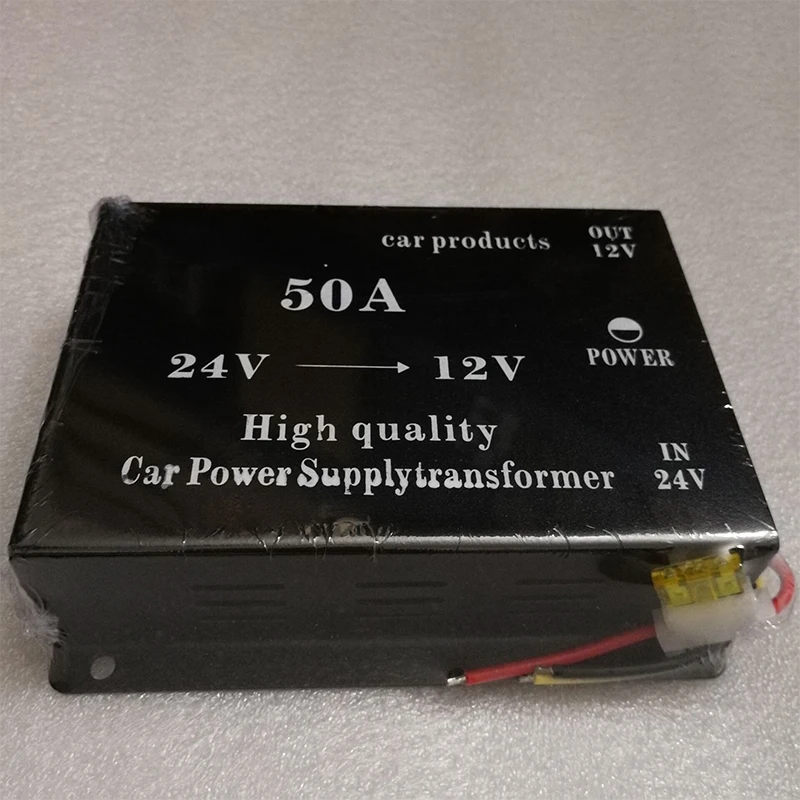 car products
OUT
12V
50A
POWER
24V 12V
High quality
Car Power Supplytransformer
IN
24V